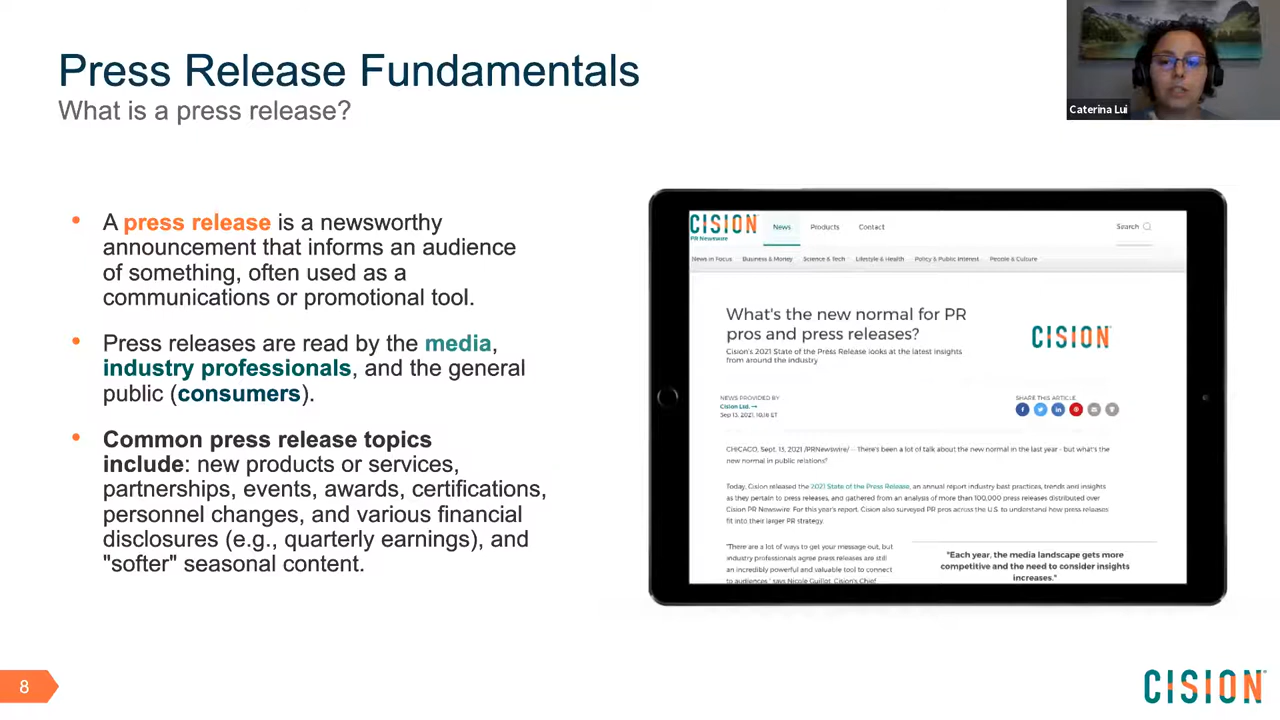 Press Release Fundamentals
What is a press release?
Caterina Lui
• A press release is a newsworthy
announcement that informs an audience
of something, often used as a
communications or promotional tool.
• Press releases are read by the media,
industry professionals, and the general
public (consumers).
• Common press release topics
include: new products or services,
partnerships, events, awards, certifications,
personnel changes, and various financial
disclosures (e.g., quarterly earnings), and
"softer" seasonal content.
CISION
PR Newswire
News Products Contact Search
News in Focus Business & Money Science & Tech Lifestyle & Health Policy & Public Interest People & Culture
What's the new normal for PR
pros and press releases?
Cision's 2021 State of the Press Release looks at the latest insights
from around the industry
CISION
NEWS PROVIDED BY
Cision Ltd. →
Sep 13, 2021, 10:16 ET
SHARE THIS ARTICLE
CHICAGO, Sept. 13, 2021 /PRNewswire/ -- There's been a lot of talk about the new normal in the last year - but what's the
new normal in public relations?
Today, Cision released the 2021 State of the Press Release, an annual report industry best practices, trends and insights
as they pertain to press releases, and gathered from an analysis of more than 100,000 press releases distributed over
Cision PR Newswire. For this year's report, Cision also surveyed PR pros across the U.S. to understand how press releases
fit into their larger PR strategy.
"There are a lot of ways to get your message out, but
industry professionals agree press releases are still
an incredibly powerful and valuable tool to connect
to audiences," says Nicole Guillot, Cision's Chief
"Each year, the media landscape gets more
competitive and the need to consider insights
increases."
8
CISION